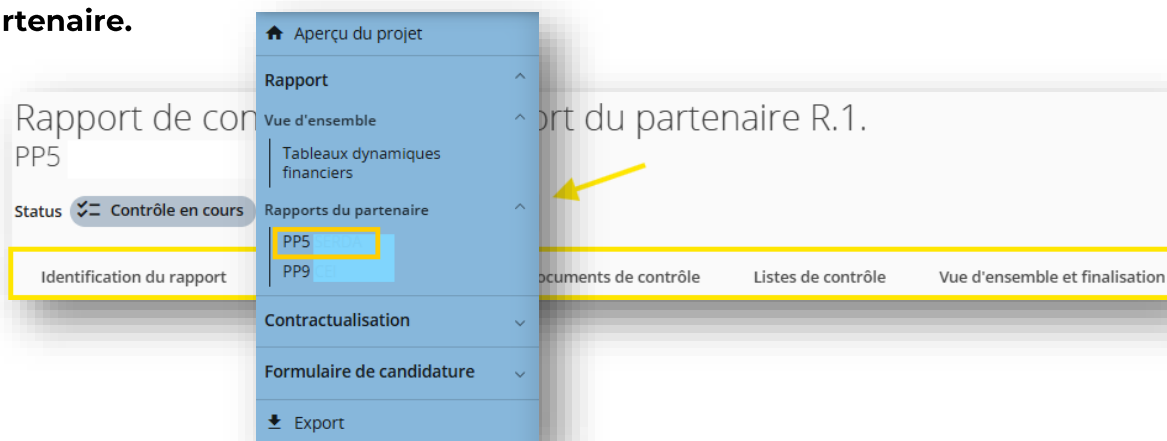 rtenaire.
Aperçu du projet
Rapport
Vue d'ensemble
Tableaux dynamiques
financiers
Rapports du partenaire
PP5
PP9
Contractualisation
Formulaire de candidature
Export
Rapport de con
ort du partenaire R.1.
PP5
Status Contrôle en cours
Identification du rapport
ocuments de contrôle Listes de contrôle Vue d'ensemble et finalisation